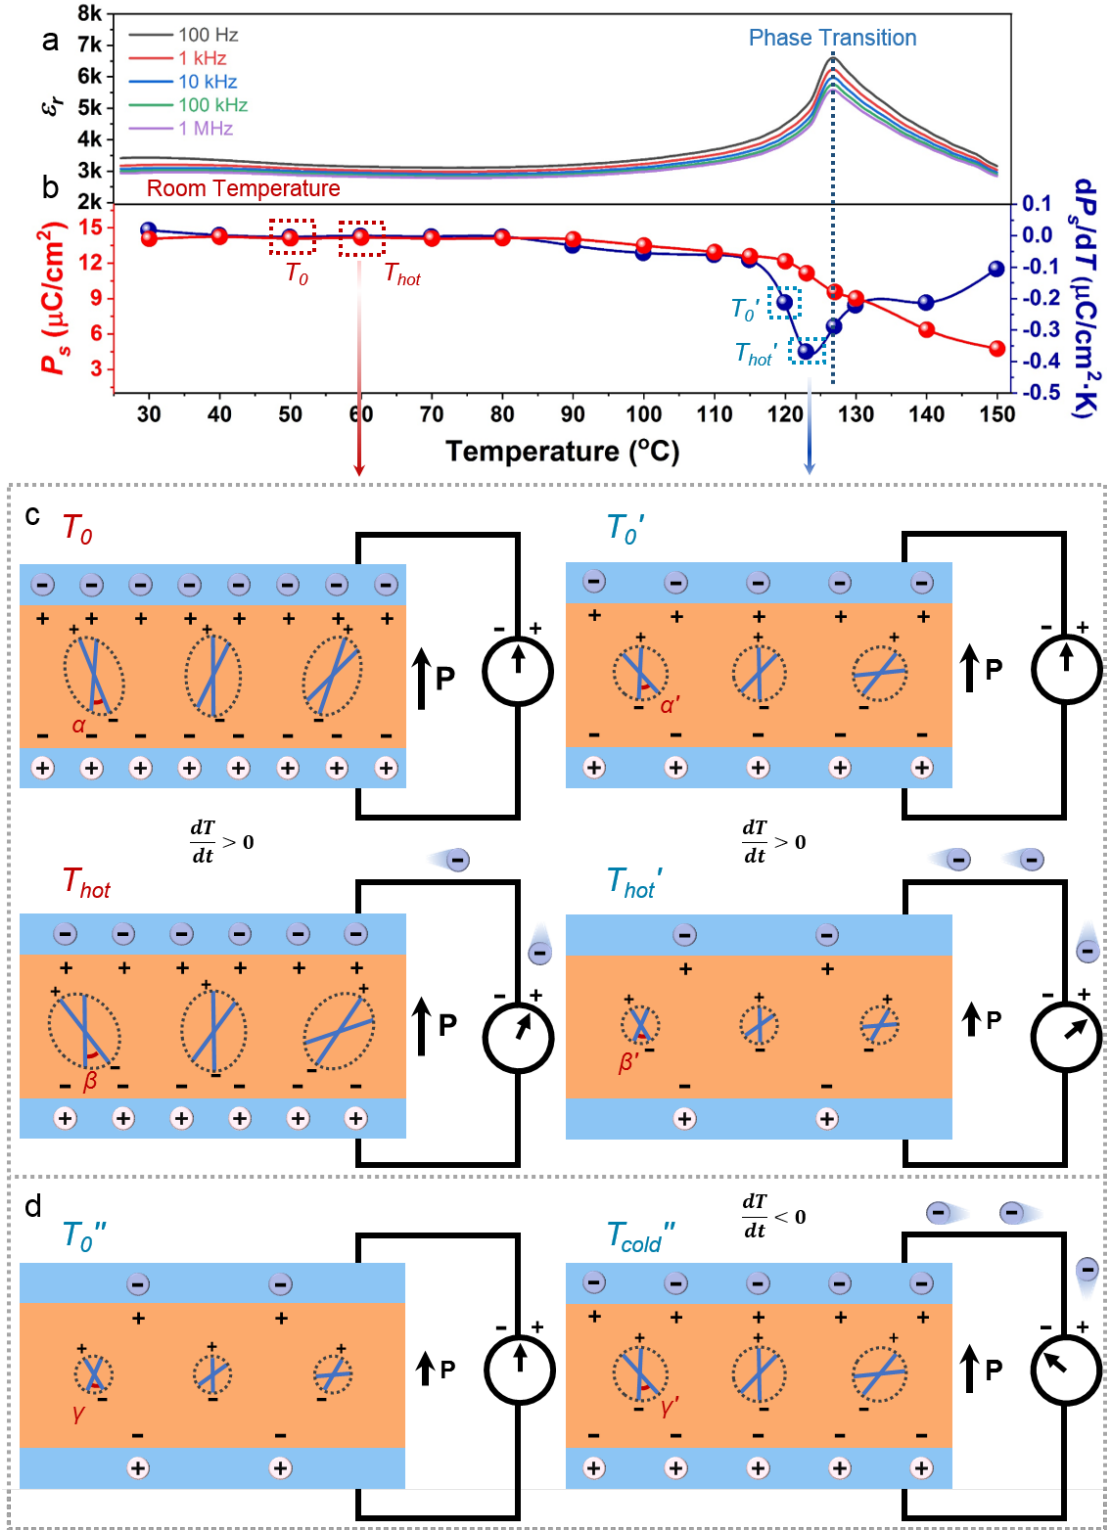 a
8k
7k
6k
5k
4k
3k
2k
εr
100 Hz
1 kHz
10 kHz
100 kHz
1 MHz
Phase Transition
b
Room Temperature
15
12
9
6
3
Ps (μC/cm2)
0.1
0.0
-0.1
-0.2
-0.3
-0.4
-0.5
dPs/dT (μC/cm2·K)
T0
Thot
T0′
Thot′
30 40 50 60 70 80 90 100 110 120 130 140 150
Temperature (oC)
c
T0
T0′
- - - - - - - -
- - - - -
+ + + + + + + +
+ + + + +
+ + +
+ + +
- +
- +
P
P
α
α′
- - -
- - -
- - - - - - - -
- - - - -
+ + + + + + + +
+ + + + +
dT/dt > 0
dT/dt > 0
-
- -
Thot
Thot′
- - - - - -
- -
-
-
+ + + + + +
+ +
+ + +
+ + +
- +
- +
P
P
β
β′
- - -
- - -
- - - - - -
- -
+ + + + + +
+ +
d
T0″
Tcold″
dT/dt < 0
- -
-
- -
- - - - -
+ +
+ + + + +
+ + +
+ + +
- +
- +
P
P
γ
γ′
- - -
- - -
- -
- - - - -
+ +
+ + + + +